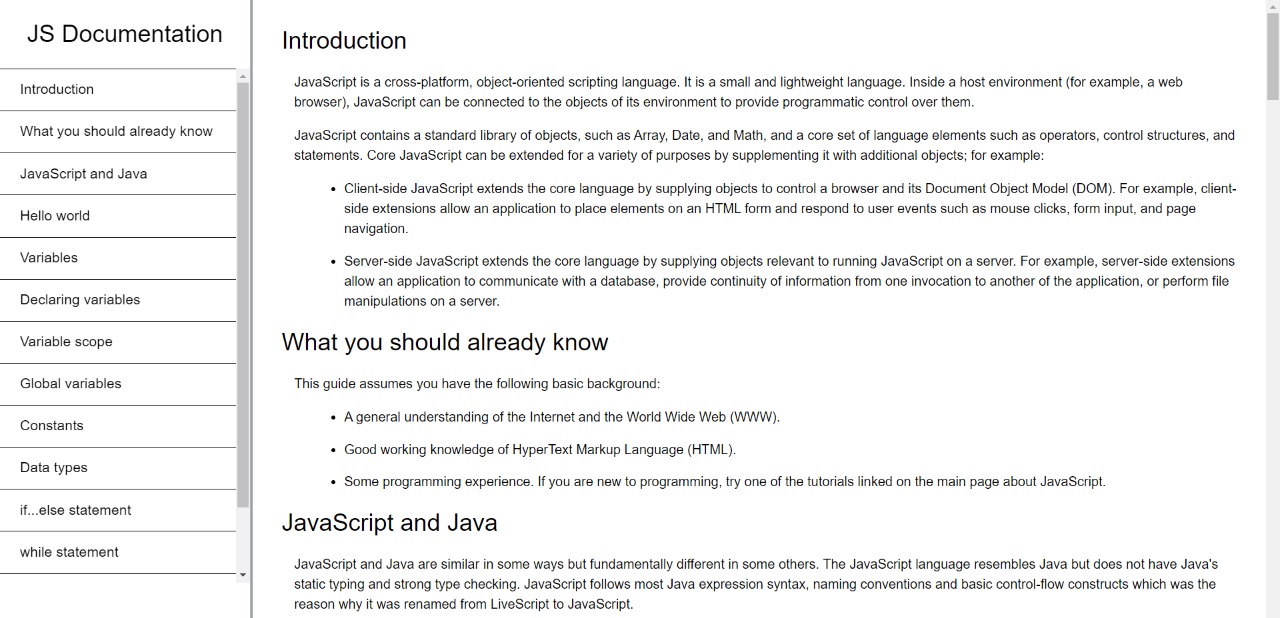 JS Documentation
Introduction
What you should already know
JavaScript and Java
Hello world
Variables
Declaring variables
Variable scope
Global variables
Constants
Data types
if...else statement
while statement
Introduction
JavaScript is a cross-platform, object-oriented scripting language. It is a small and lightweight language. Inside a host environment (for example, a web
browser), JavaScript can be connected to the objects of its environment to provide programmatic control over them.
JavaScript contains a standard library of objects, such as Array, Date, and Math, and a core set of language elements such as operators, control structures, and
statements. Core JavaScript can be extended for a variety of purposes by supplementing it with additional objects; for example:
• Client-side JavaScript extends the core language by supplying objects to control a browser and its Document Object Model (DOM). For example, client-
side extensions allow an application to place elements on an HTML form and respond to user events such as mouse clicks, form input, and page
navigation.
• Server-side JavaScript extends the core language by supplying objects relevant to running JavaScript on a server. For example, server-side extensions
allow an application to communicate with a database, provide continuity of information from one invocation to another of the application, or perform file
manipulations on a server.
What you should already know
This guide assumes you have the following basic background:
• A general understanding of the Internet and the World Wide Web (WWW).
• Good working knowledge of HyperText Markup Language (HTML).
• Some programming experience. If you are new to programming, try one of the tutorials linked on the main page about JavaScript.
JavaScript and Java
JavaScript and Java are similar in some ways but fundamentally different in some others. The JavaScript language resembles Java but does not have Java's
static typing and strong type checking. JavaScript follows most Java expression syntax, naming conventions and basic control-flow constructs which was the
reason why it was renamed from LiveScript to JavaScript.